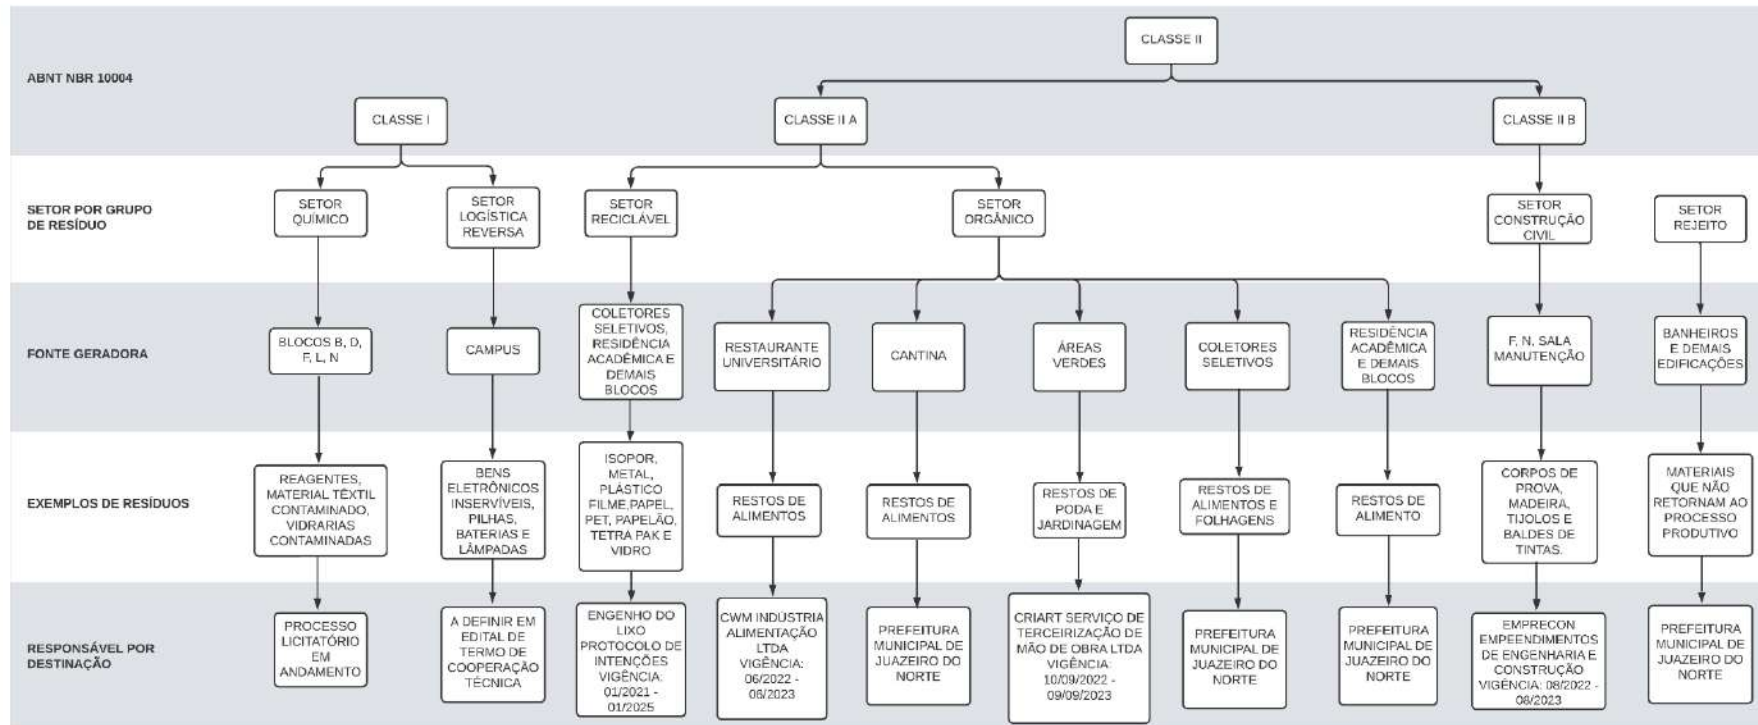 CLASSE II
ABNT NBR 10004
CLASSE I
CLASSE II A
CLASSE II B
SETOR POR GRUPO
DE RESÍDUO
SETOR
QUÍMICO
SETOR
LOGÍSTICA
REVERSA
SETOR
RECICLÁVEL
SETOR
ORGÂNICO
SETOR
CONSTRUÇÃO
CIVIL
SETOR
REJEITO
FONTE GERADORA
BLOCOS B, D,
F, L, N
CAMPUS
COLETORES
SELETIVOS,
RESIDÊNCIA
ACADÊMICA E
DEMAIS
BLOCOS
RESTAURANTE
UNIVERSITÁRIO
CANTINA
ÁREAS
VERDES
COLETORES
SELETIVOS
RESIDÊNCIA
ACADÊMICA
E DEMAIS
BLOCOS
F, N, SALA
MANUTENÇÃO
BANHEIROS
E DEMAIS
EDIFICAÇÕES
EXEMPLOS DE RESÍDUOS
REAGENTES,
MATERIAL TÊXTIL
CONTAMINADO,
VIDRARIAS
CONTAMINADAS
BENS
ELETRÔNICOS
INSERVÍVEIS,
PILHAS,
BATERIAS E
LÂMPADAS
ISOPOR,
METAL,
PLÁSTICO
FILME,PAPEL,
PET, PAPELÃO,
TETRA PAK E
VIDRO
RESTOS DE
ALIMENTOS
RESTOS DE
ALIMENTOS
RESTOS DE
PODA E
JARDINAGEM
RESTOS DE
ALIMENTOS E
FOLHAGENS
RESTOS DE
ALIMENTO
CORPOS DE
PROVA,
MADEIRA,
TIJOLOS E
BALDES DE
TINTAS.
MATERIAIS
QUE NÃO
RETORNAM AO
PROCESSO
PRODUTIVO
RESPONSÁVEL POR
DESTINAÇÃO
PROCESSO
LICITATÓRIO
EM
ANDAMENTO
A DEFINIR EM
EDITAL DE
TERMO DE
COOPERAÇÃO
TÉCNICA
ENGENHO DO
LIXO
PROTOCOLO DE
INTENÇÕES
VIGÊNCIA:
01/2021 -
01/2025
CWM INDÚSTRIA
ALIMENTAÇÃO
LTDA
VIGÊNCIA:
06/2022 -
06/2023
PREFEITURA
MUNICIPAL DE
JUAZEIRO DO
NORTE
CRIART SERVIÇO DE
TERCEIRIZAÇÃO DE
MÃO DE OBRA LTDA
VIGÊNCIA:
10/09/2022 -
09/09/2023
PREFEITURA
MUNICIPAL DE
JUAZEIRO DO
NORTE
PREFEITURA
MUNICIPAL DE
JUAZEIRO DO
NORTE
EMPRECON
EMPEENDIMENTOS
DE ENGENHARIA E
CONSTRUÇÃO
VIGÊNCIA: 08/2022 -
08/2023
PREFEITURA
MUNICIPAL DE
JUAZEIRO DO
NORTE